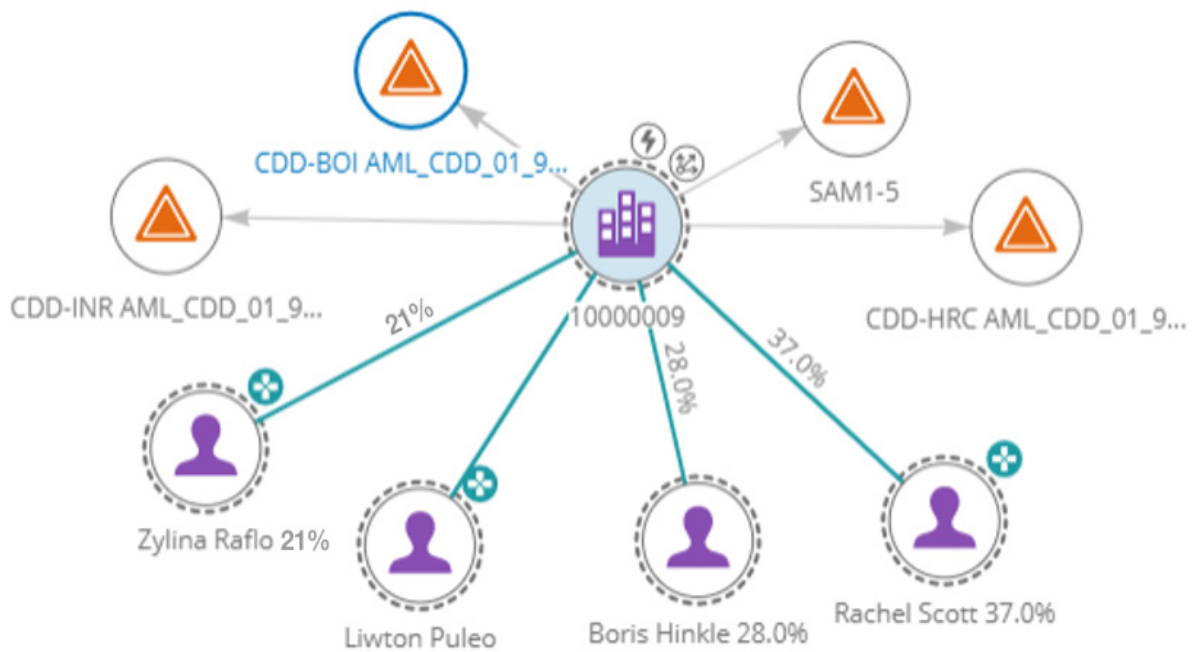 CDD-BOI AML_CDD_01_9...
SAM1-5
CDD-INR AML_CDD_01_9...
10000009
CDD-HRC AML_CDD_01_9...
21%
28.0%
37.0%
Zylina Raflo 21%
Liwton Puleo
Boris Hinkle 28.0%
Rachel Scott 37.0%